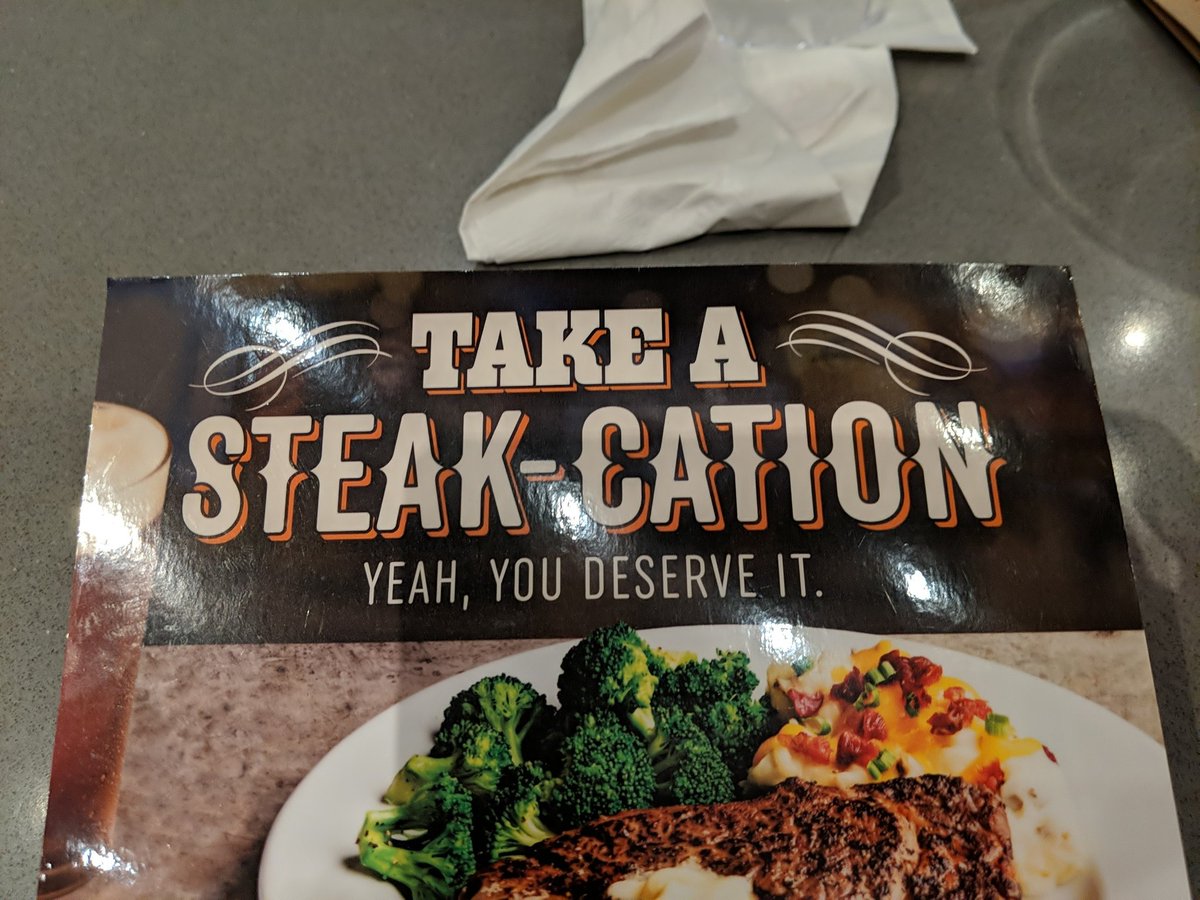 TAKE A
STEAK-CATION
YEAH, YOU DESERVE IT.